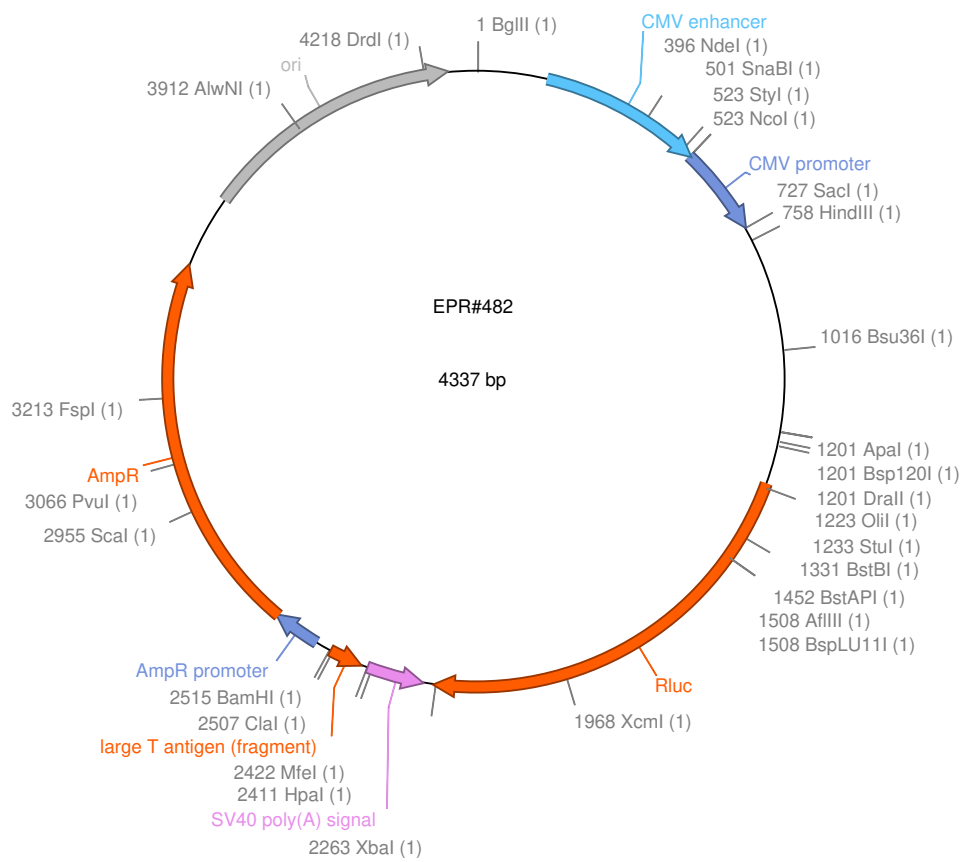 1 BglII (1)
CMV enhancer
396 NdeI (1)
501 SnaBI (1)
523 StyI (1)
523 NcoI (1)
CMV promoter
727 SacI (1)
758 HindIII (1)
1016 Bsu36I (1)
1201 ApaI (1)
1201 Bsp120I (1)
1201 DraII (1)
1223 OliI (1)
1233 StuI (1)
1331 BstBI (1)
1452 BstAPI (1)
1508 AflIII (1)
1508 BspLU11I (1)
Rluc
1968 XcmI (1)
2263 XbaI (1)
SV40 poly(A) signal
2411 HpaI (1)
2422 MfeI (1)
large T antigen (fragment)
2507 ClaI (1)
2515 BamHI (1)
AmpR promoter
2955 ScaI (1)
3066 PvuI (1)
AmpR
3213 FspI (1)
3912 AlwNI (1)
ori
4218 DrdI (1)
EPR#482
4337 bp